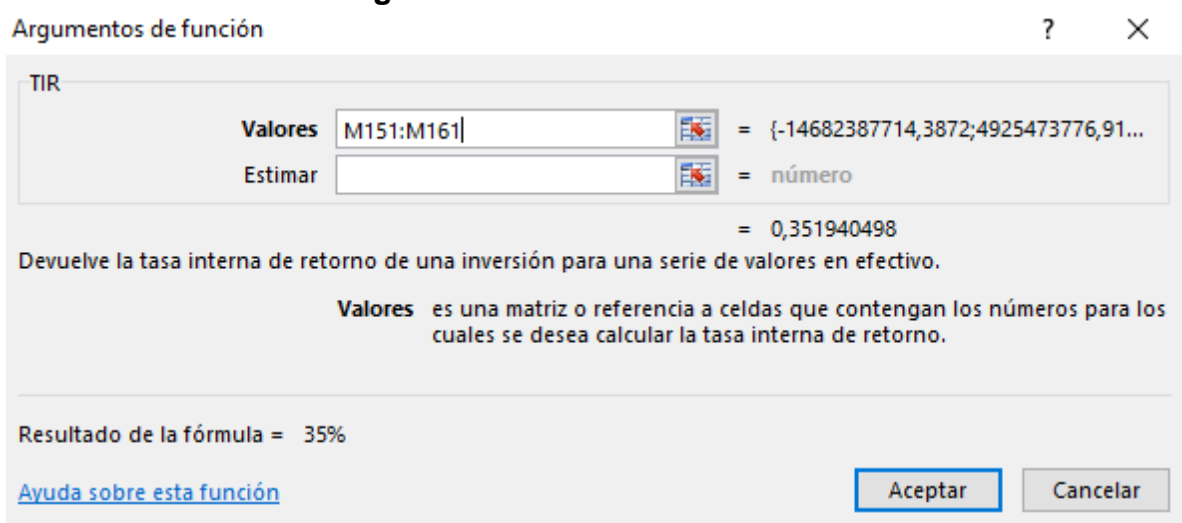 Argumentos de función ? ×
TIR
Valores M151:M161 = {-14682387714,3872;4925473776,91...
Estimar = número
= 0,351940498
Devuelve la tasa interna de retorno de una inversión para una serie de valores en efectivo.
Valores es una matriz o referencia a celdas que contengan los números para los
cuales se desea calcular la tasa interna de retorno.
Resultado de la fórmula = 35%
Ayuda sobre esta función Aceptar Cancelar